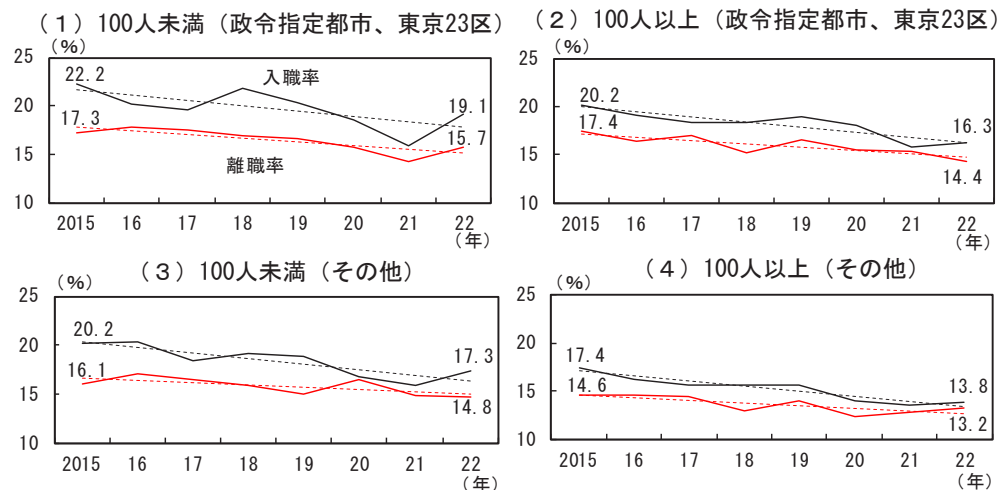 （１）100人未満（政令指定都市、東京23区）
（％）
25
20
15
10
22.2
入職率
19.1
17.3
15.7
離職率
2015 16 17 18 19 20 21 22
（年）
（２）100人以上（政令指定都市、東京23区）
（％）
25
20
15
10
20.2
17.4
16.3
14.4
2015 16 17 18 19 20 21 22
（年）
（３）100人未満（その他）
（％）
25
20
15
10
20.2
16.1
17.3
14.8
2015 16 17 18 19 20 21 22
（年）
（４）100人以上（その他）
（％）
25
20
15
10
17.4
14.6
13.8
13.2
2015 16 17 18 19 20 21 22
（年）